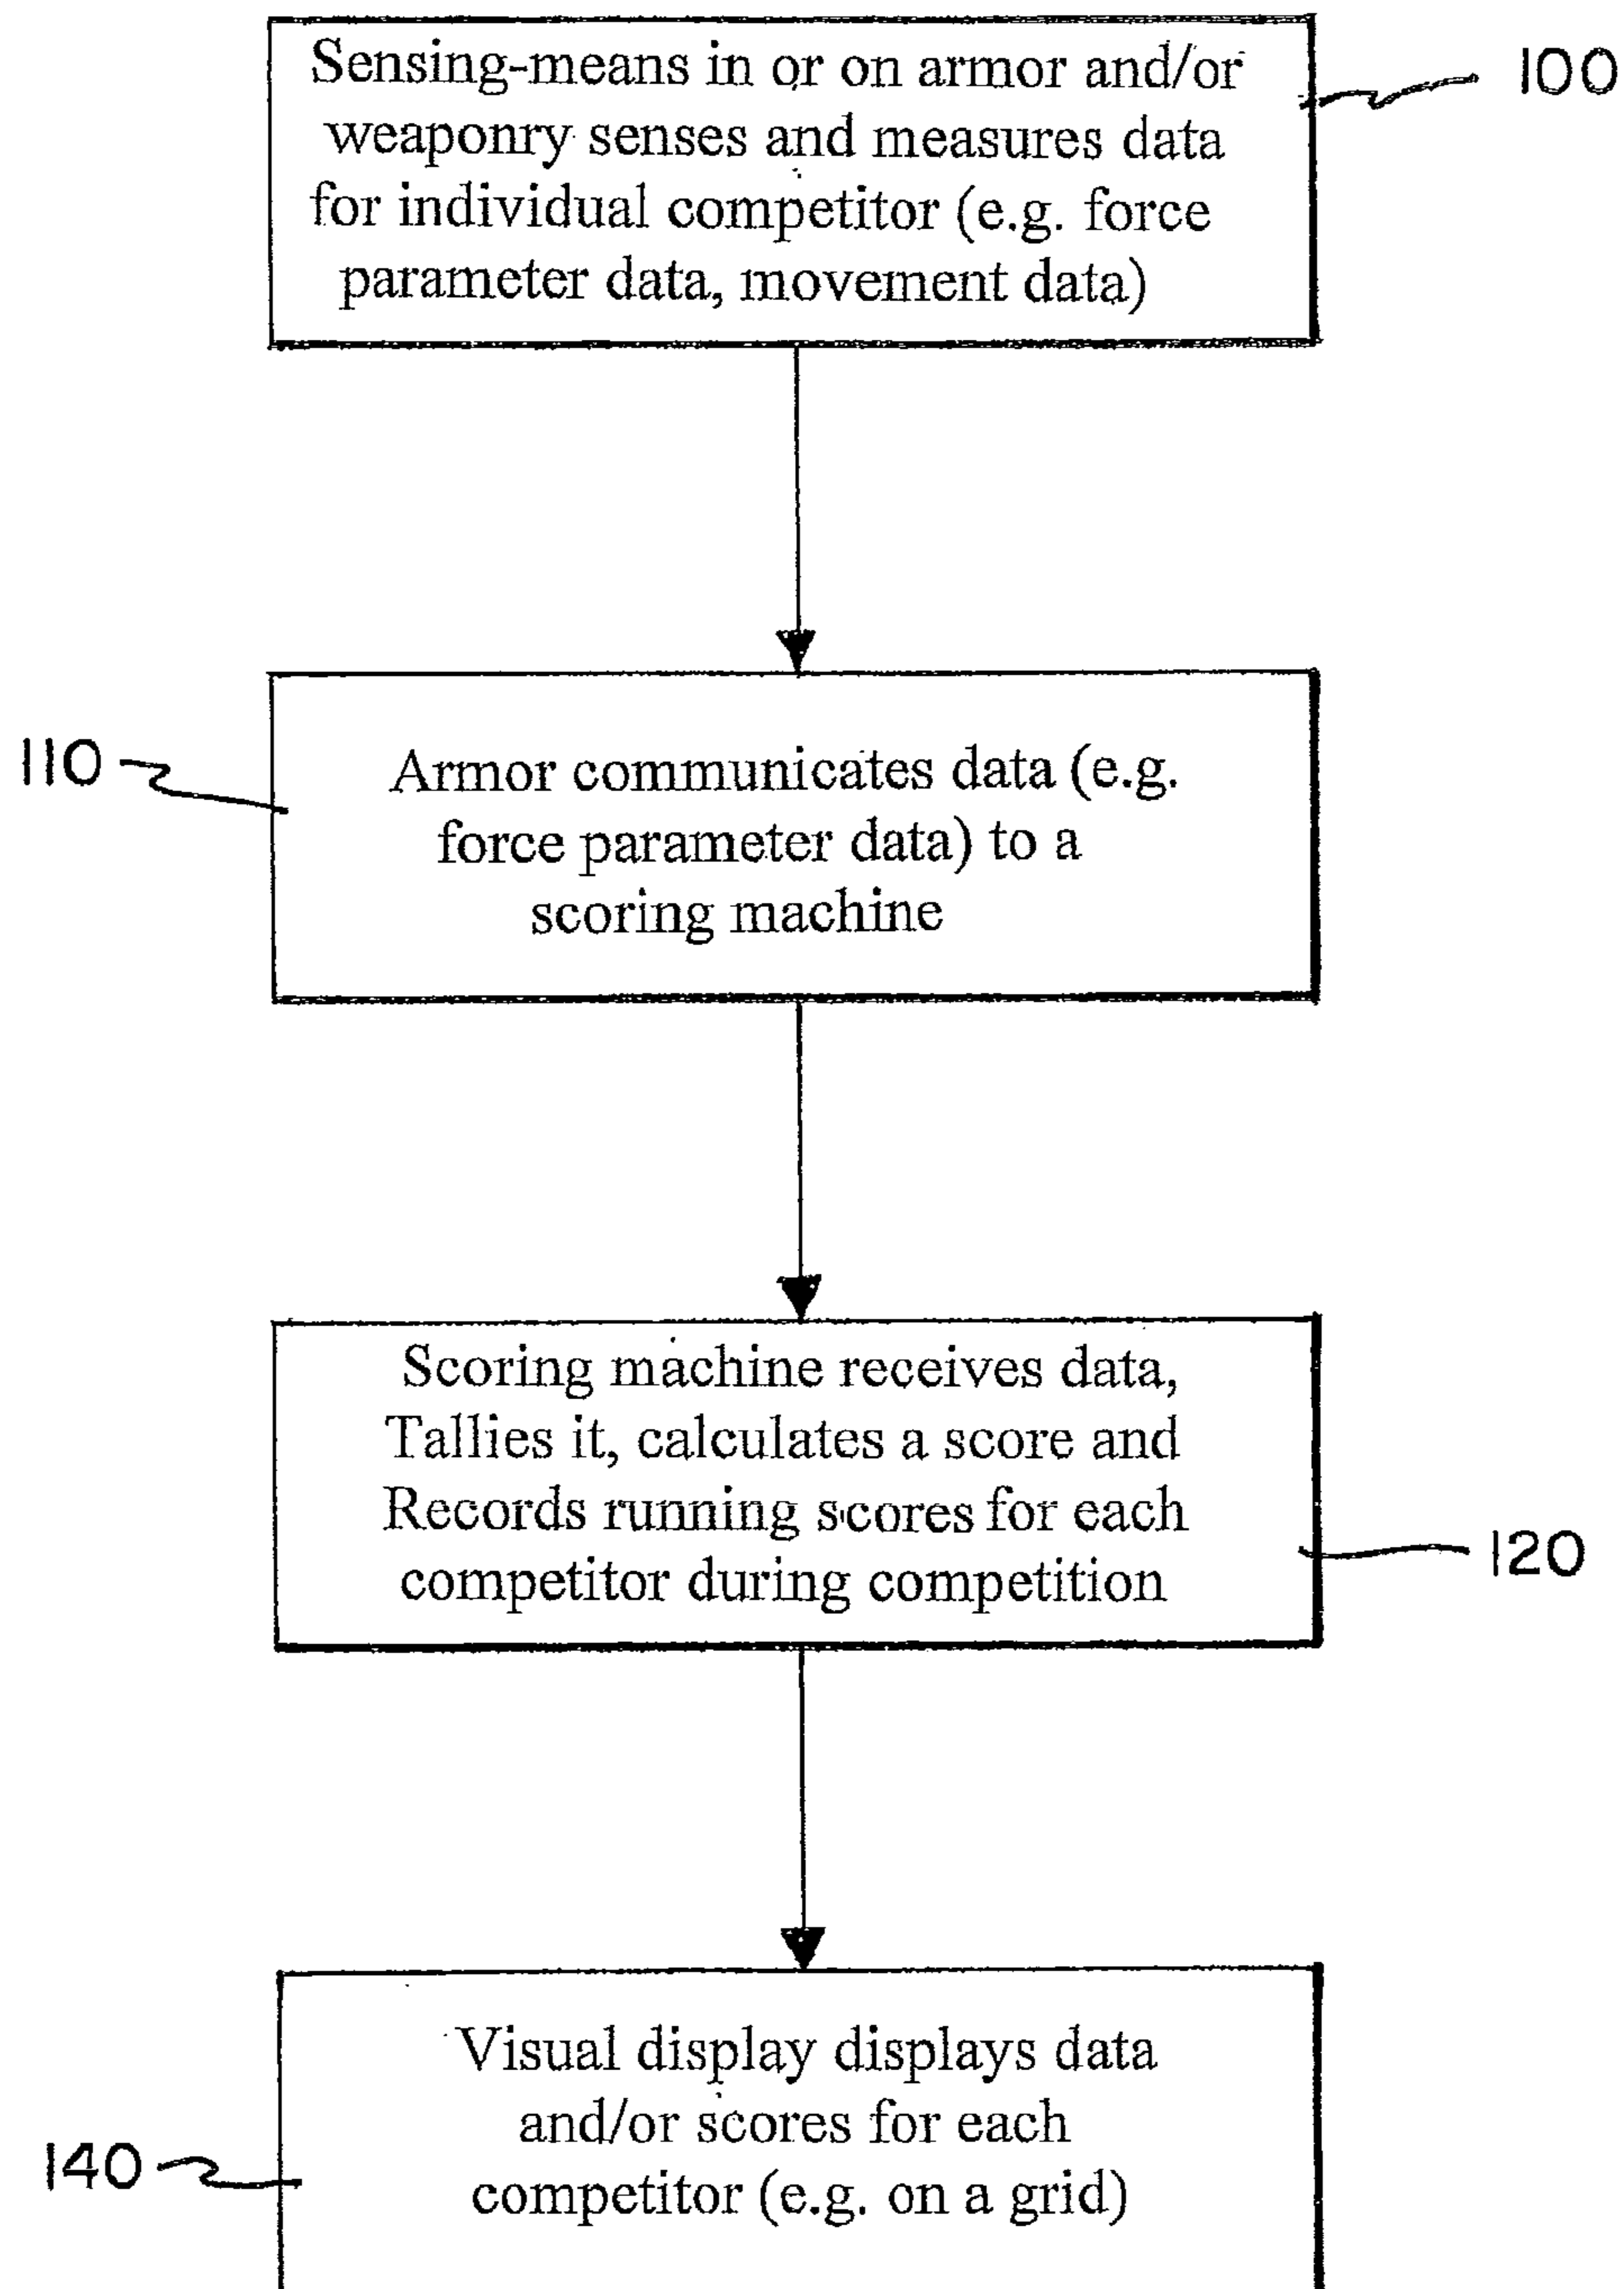 Sensing-means in or on armor and/or
weaponry senses and measures data
for individual competitor (e.g. force
parameter data, movement data)
100
110
Armor communicates data (e.g.
force parameter data) to a
scoring machine
Scoring machine receives data,
Tallies it, calculates a score and
Records running scores for each
competitor during competition
120
Visual display displays data
and/or scores for each
competitor (e.g. on a grid)
140